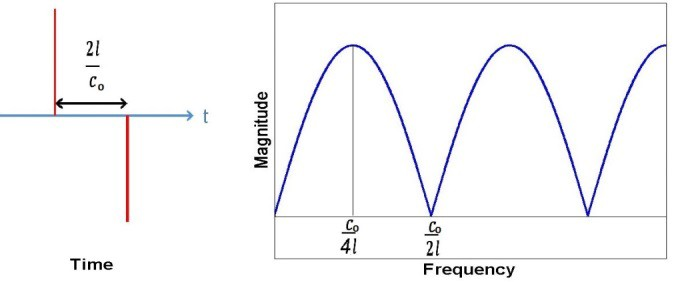 2l
c₀
t
Time
Magnitude
c₀
4l
c₀
2l
Frequency